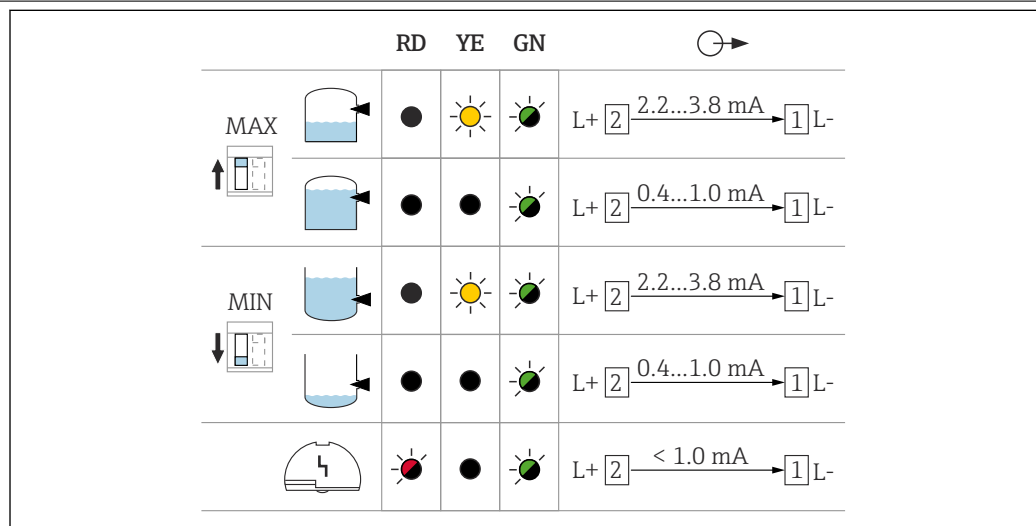 RD YE GN
MAX
L+ 2 2.2...3.8 mA 1 L-
L+ 2 0.4...1.0 mA 1 L-
MIN
L+ 2 2.2...3.8 mA 1 L-
L+ 2 0.4...1.0 mA 1 L-
L+ 2 < 1.0 mA 1 L-